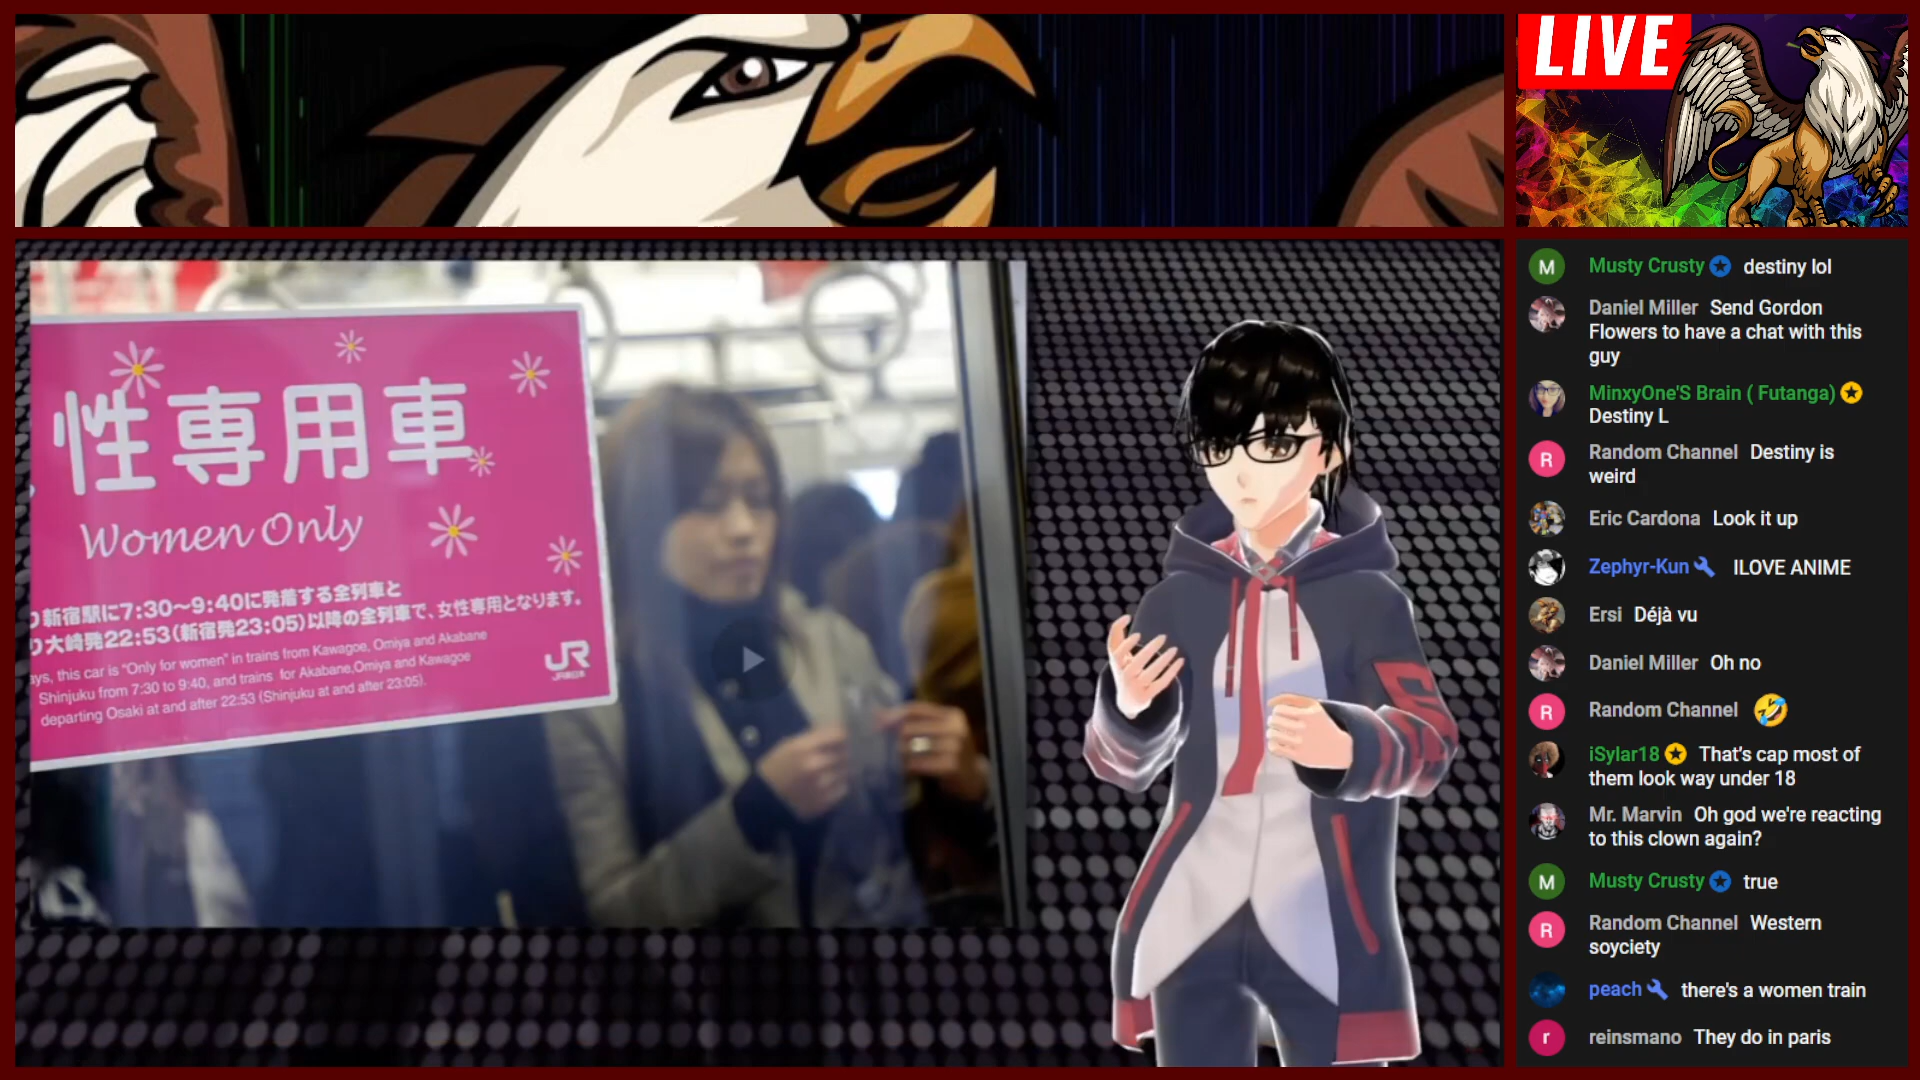 LIVE
性専用車
Women Only
新宿駅に7:30～9:40に発着する全列車と
大崎発22:53(新宿発23:05)以降の全列車で、女性専用となります。
this car is "Only for women" in trains from Kawagoe, Omiya and Akabane
Shinjuku from 7:30 to 9:40, and trains for Akabane,Omiya and Kawagoe
departing Osaki at and after 22:53 (Shinjuku at and after 23:05).
JR
M Musty Crusty destiny lol
Daniel Miller Send Gordon
Flowers to have a chat with this
guy
MinxyOne'S Brain ( Futanga)
Destiny L
R Random Channel Destiny is
weird
Eric Cardona Look it up
Zephyr-Kun ILOVE ANIME
Ersi Déjà vu
Daniel Miller Oh no
R Random Channel 🤣
iSylar18 That's cap most of
them look way under 18
Mr. Marvin Oh god we're reacting
to this clown again?
M Musty Crusty true
R Random Channel Western
soyciety
peach there's a women train
r reinsmano They do in paris